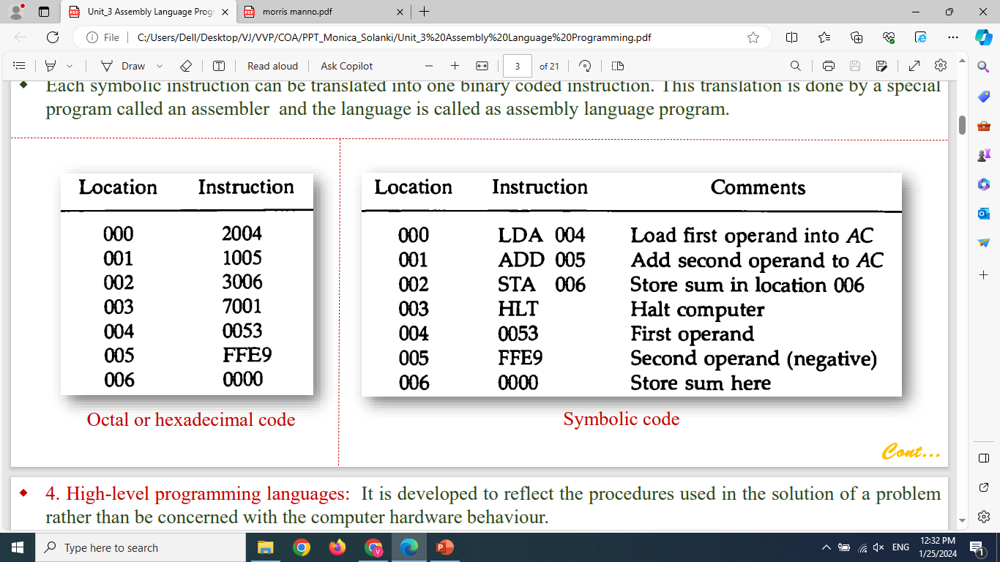 Unit_3 Assembly Language Prog
morris manno.pdf
File
C:/Users/Dell/Desktop/VJ/VVP/COA/PPT_Monica_Solanki/Unit_3%20Assembly%20Language%20Programming.pdf
Draw
Read aloud
Ask Copilot
3 of 21
Each symbolic instruction can be translated into one binary coded instruction. This translation is done by a special
program called an assembler and the language is called as assembly language program.
Location Instruction
000 2004
001 1005
002 3006
003 7001
004 0053
005 FFE9
006 0000
Octal or hexadecimal code
Location Instruction Comments
000 LDA 004 Load first operand into AC
001 ADD 005 Add second operand to AC
002 STA 006 Store sum in location 006
003 HLT Halt computer
004 0053 First operand
005 FFE9 Second operand (negative)
006 0000 Store sum here
Symbolic code
Cont...
4. High-level programming languages: It is developed to reflect the procedures used in the solution of a problem
rather than be concerned with the computer hardware behaviour.
Type here to search
ENG
12:32 PM
1/25/2024
1